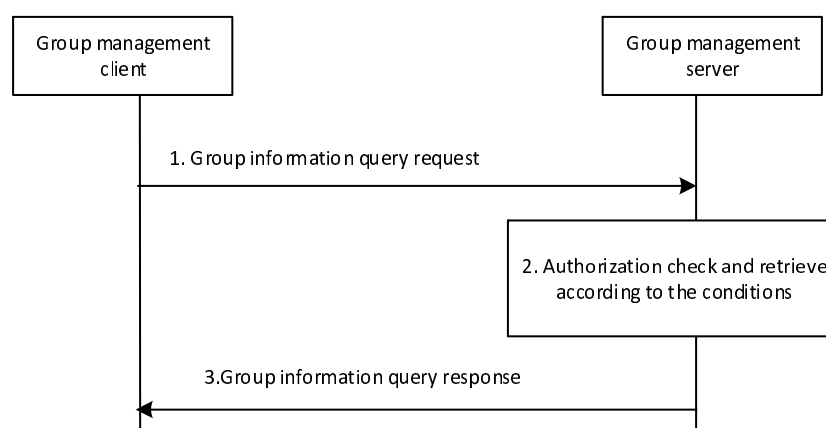 Group management
client
Group management
server
1. Group information query request
2. Authorization check and retrieve
according to the conditions
3.Group information query response